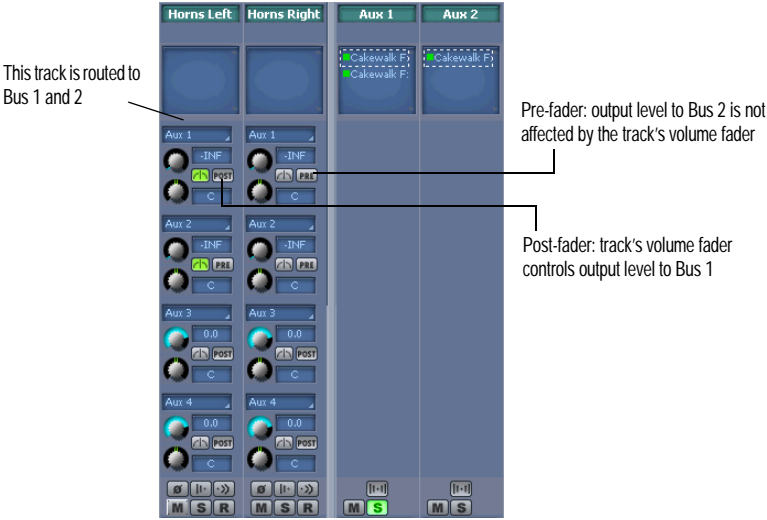 Horns Left Horns Right Aux 1 Aux 2
Cakewalk F: Cakewalk F:
Cakewalk F:
This track is routed to
Bus 1 and 2
Pre-fader: output level to Bus 2 is not
affected by the track's volume fader
Aux 1 Aux 1
-INF -INF
POST PRE
C C
Aux 2 Aux 2
-INF -INF
PRE PRE
C C
Post-fader: track's volume fader
controls output level to Bus 1
Aux 3 Aux 3
0.0 0.0
POST POST
C C
Aux 4 Aux 4
0.0 0.0
POST POST
C C
M S R M S R M S M S